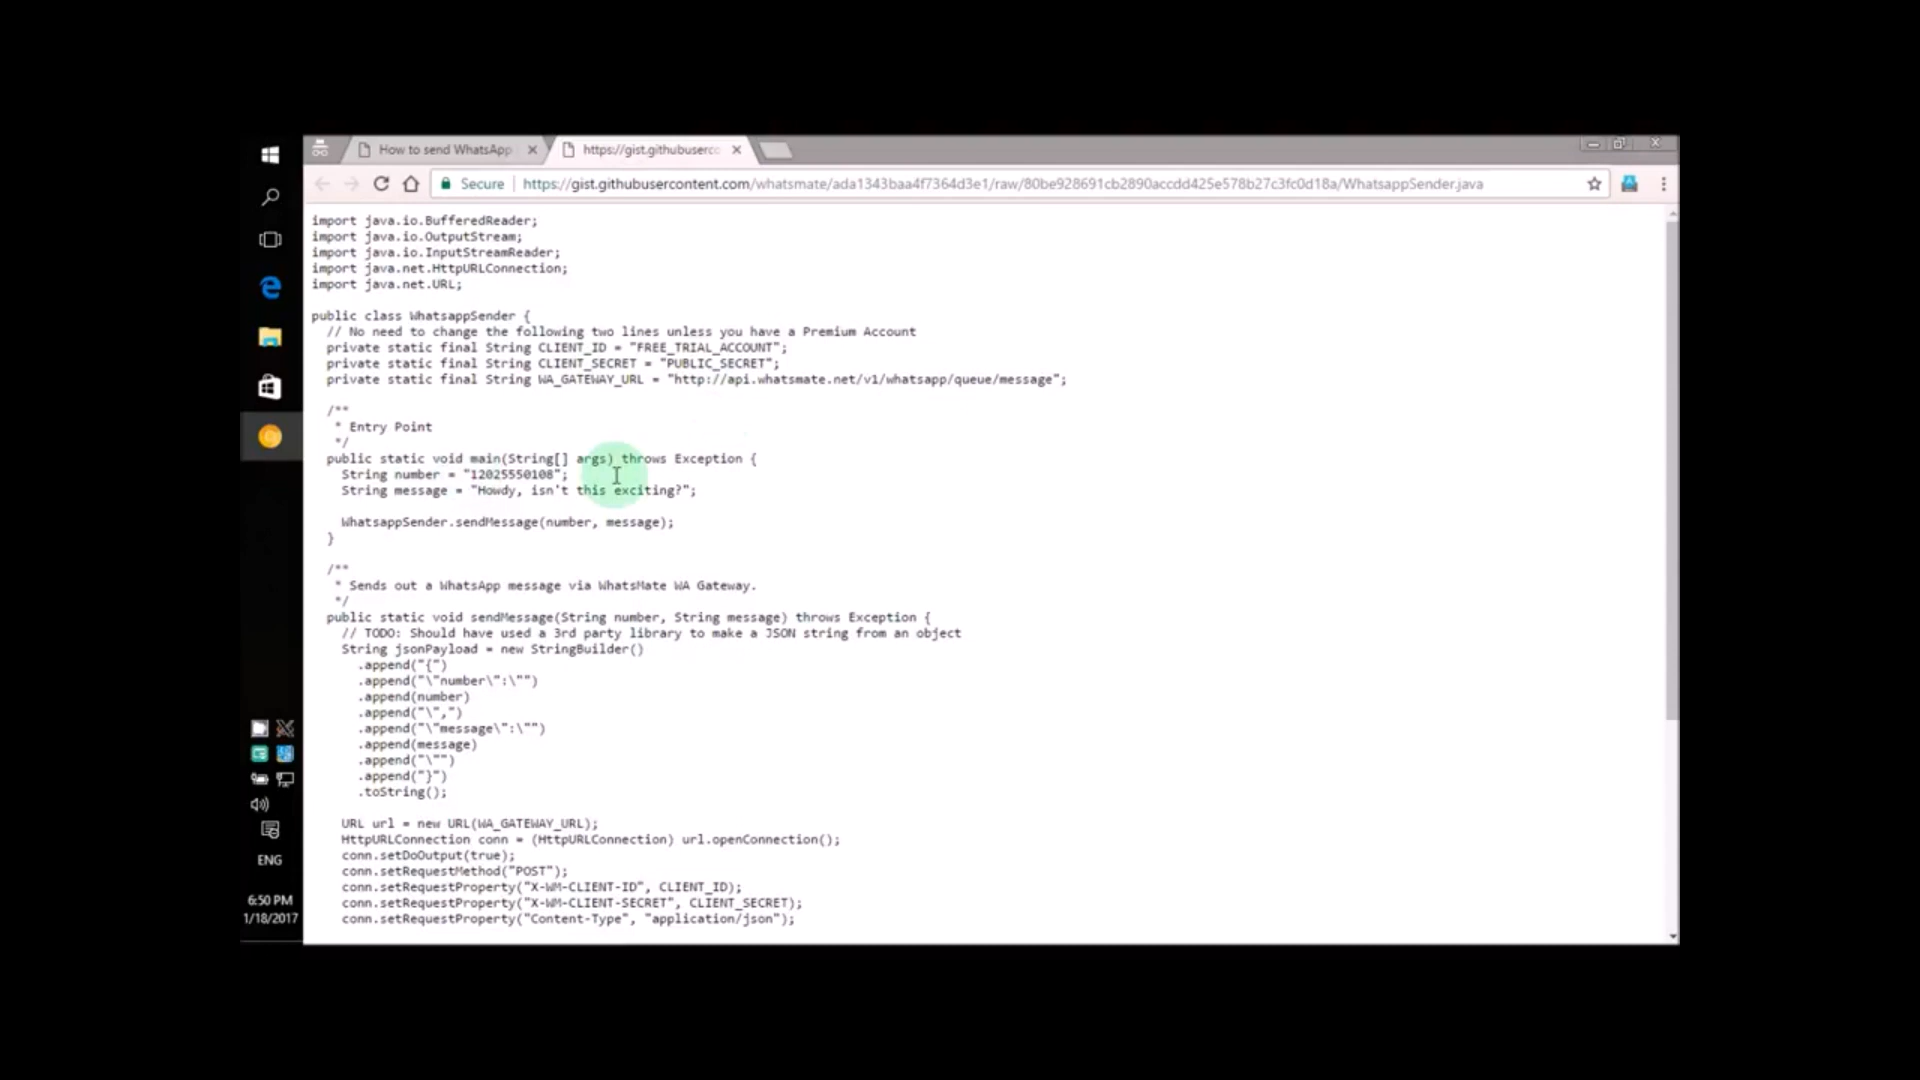 How to send WhatsApp
https://gist.githubuserco
Secure
https://gist.githubusercontent.com/whatsmate/ada1343baa4f7364d3e1/raw/80be928691cb2890accdd425e578b27c3fc0d18a/WhatsappSender.java
import java.io.BufferedReader;
import java.io.OutputStream;
import java.io.InputStreamReader;
import java.net.HttpURLConnection;
import java.net.URL;
public class WhatsappSender {
// No need to change the following two lines unless you have a Premium Account
private static final String CLIENT_ID = "FREE_TRIAL_ACCOUNT";
private static final String CLIENT_SECRET = "PUBLIC_SECRET";
private static final String WA_GATEWAY_URL = "http://api.whatsmate.net/v1/whatsapp/queue/message";
/**
* Entry Point
*/
public static void main(String[] args) throws Exception {
String number = "12025550108";
String message = "Howdy, isn't this exciting?";
WhatsappSender.sendMessage(number, message);
}
/**
* Sends out a WhatsApp message via WhatsMate WA Gateway.
*/
public static void sendMessage(String number, String message) throws Exception {
// TODO: Should have used a 3rd party library to make a JSON string from an object
String jsonPayload = new StringBuilder()
.append("{")
.append("\"number\":\"")
.append(number)
.append("\",")
.append("\"message\":\"")
.append(message)
.append("\"")
.append("}")
.toString();
URL url = new URL(WA_GATEWAY_URL);
HttpURLConnection conn = (HttpURLConnection) url.openConnection();
conn.setDoOutput(true);
conn.setRequestMethod("POST");
conn.setRequestProperty("X-WM-CLIENT-ID", CLIENT_ID);
conn.setRequestProperty("X-WM-CLIENT-SECRET", CLIENT_SECRET);
conn.setRequestProperty("Content-Type", "application/json");
ENG
6:50 PM
1/18/2017